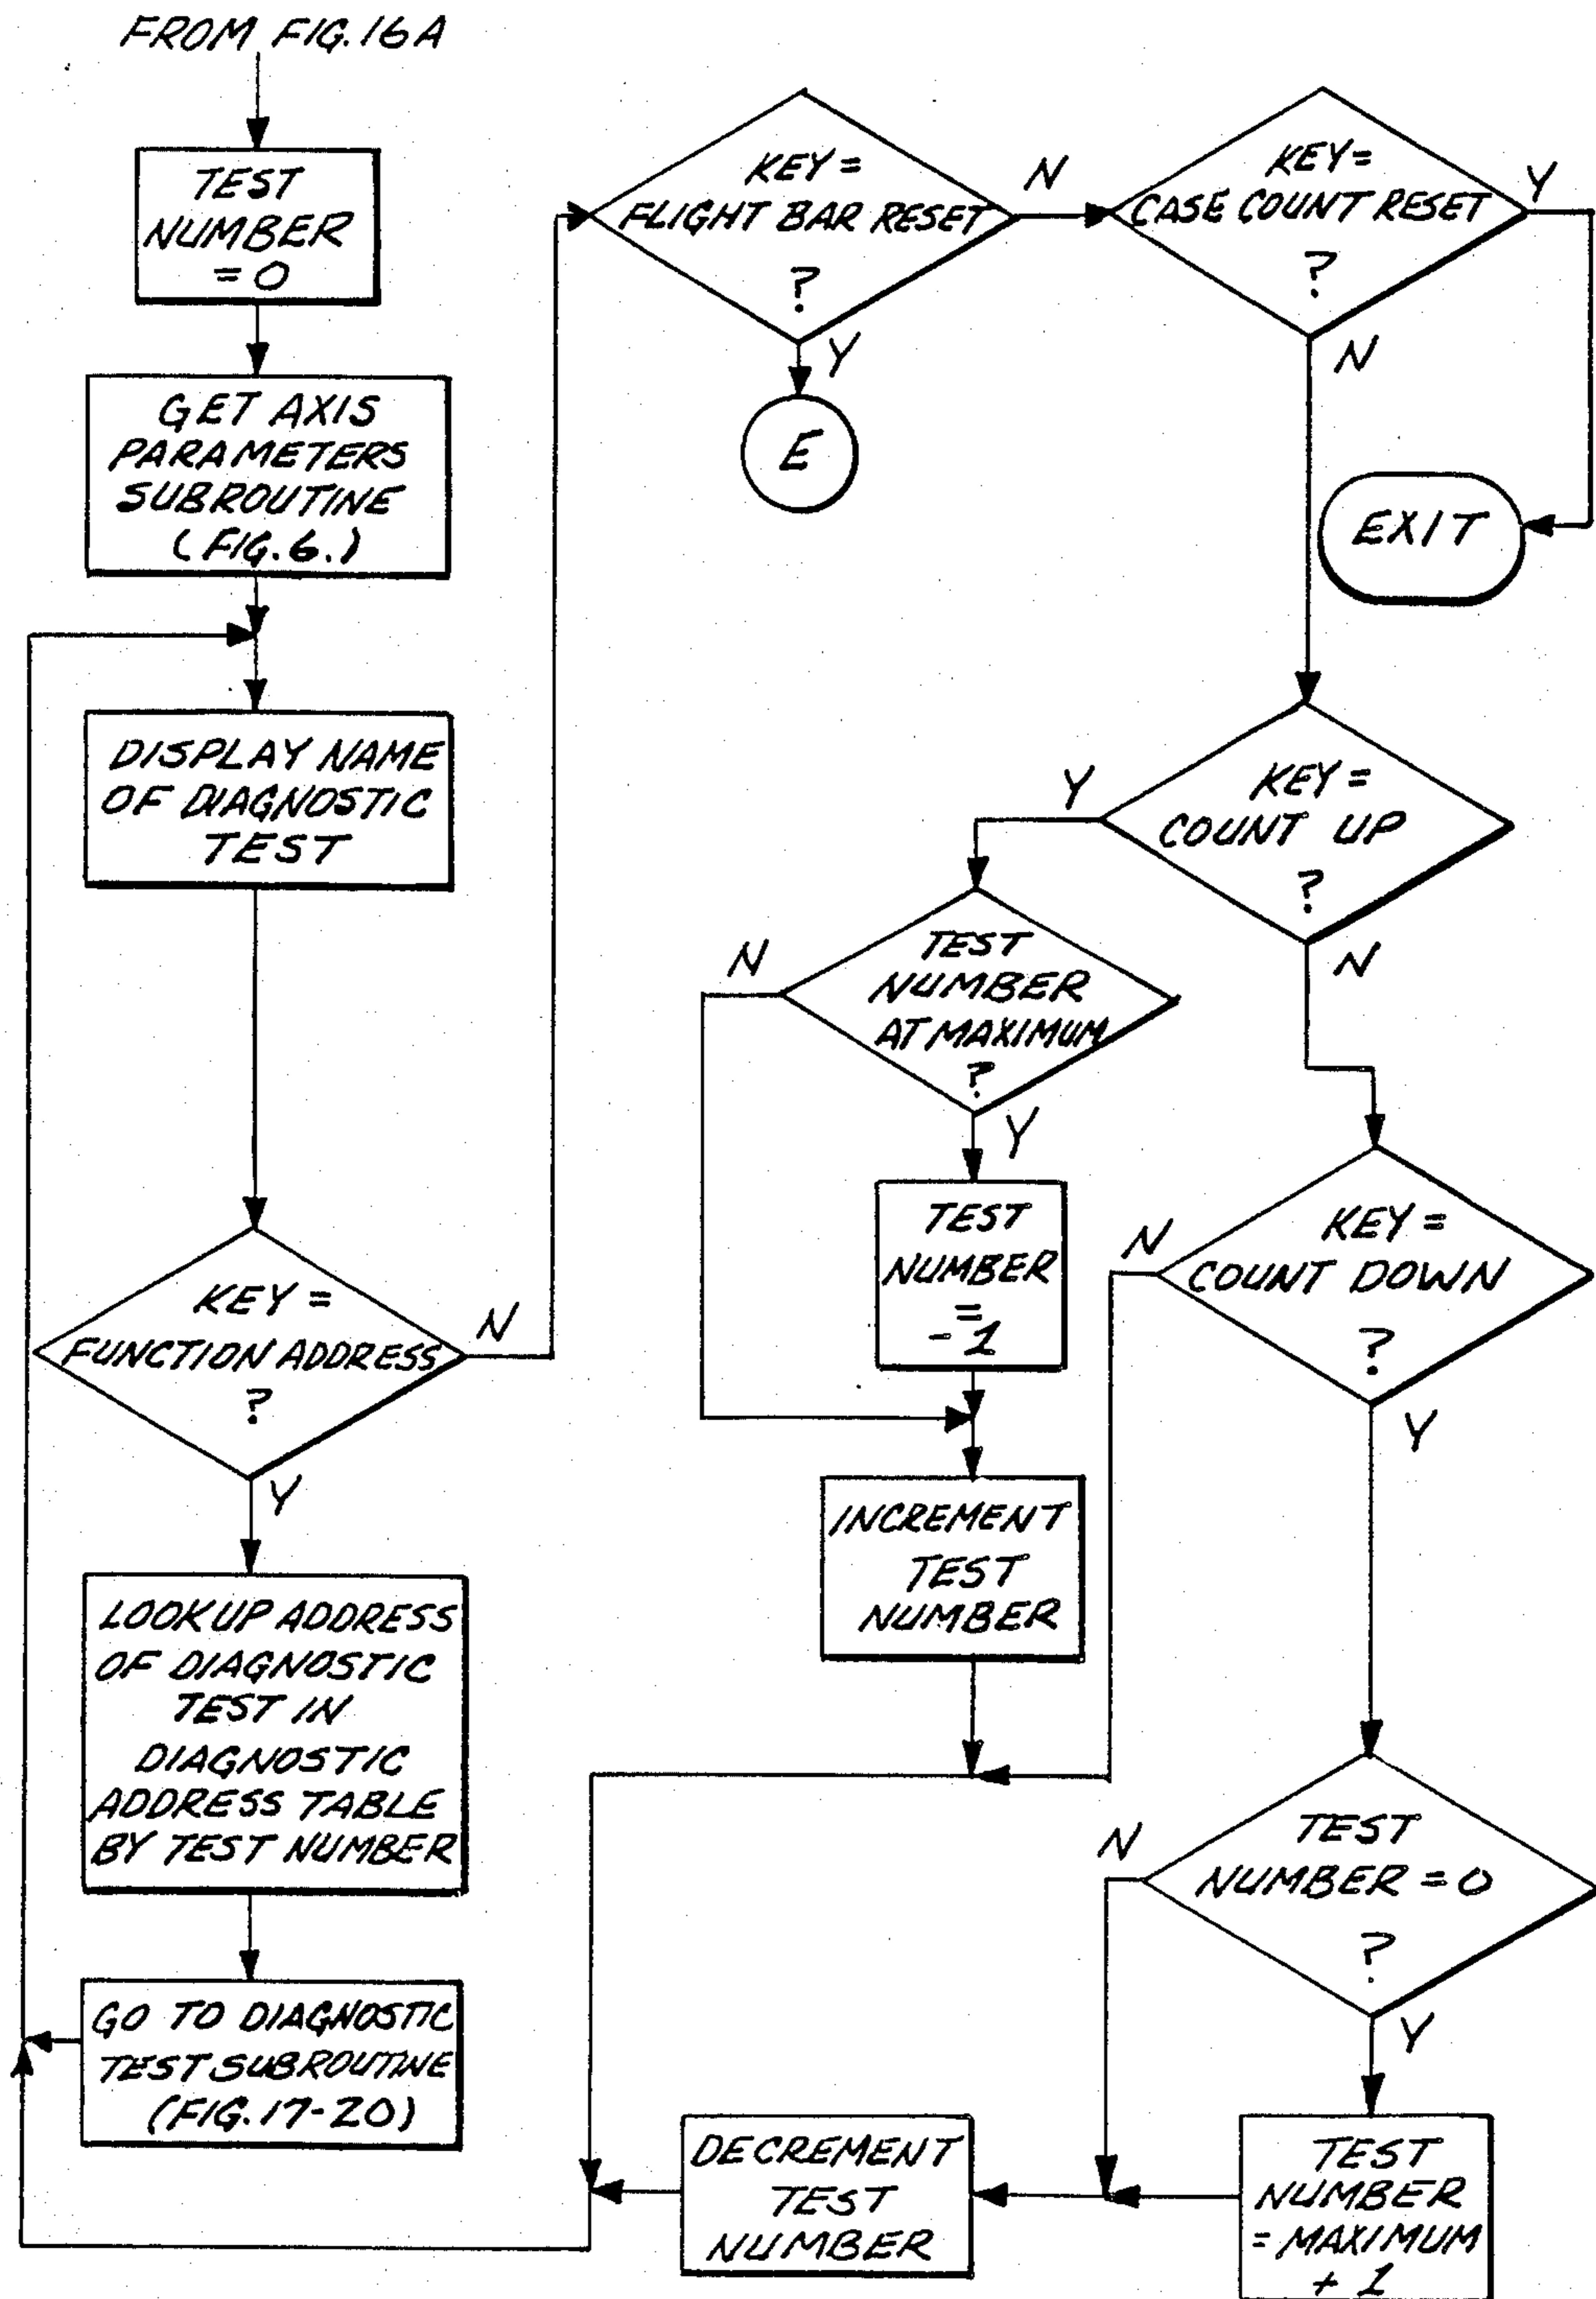 FROM FIG. 16A
TEST
NUMBER
= 0
GET AXIS
PARAMETERS
SUBROUTINE
(FIG. 6.)
DISPLAY NAME
OF DIAGNOSTIC
TEST
KEY =
FUNCTION ADDRESS
?
N
Y
LOOKUP ADDRESS
OF DIAGNOSTIC
TEST IN
DIAGNOSTIC
ADDRESS TABLE
BY TEST NUMBER
GO TO DIAGNOSTIC
TEST SUBROUTINE
(FIG. 17-20)
KEY =
FLIGHT BAR RESET
?
N
Y
E
KEY =
CASE COUNT RESET
?
Y
N
EXIT
KEY =
COUNT UP
?
Y
N
TEST
NUMBER
AT MAXIMUM
?
N
Y
TEST
NUMBER
=
- 1
INCREMENT
TEST
NUMBER
KEY =
COUNT DOWN
?
N
Y
TEST
NUMBER = 0
?
N
Y
TEST
NUMBER
= MAXIMUM
+ 1
DECREMENT
TEST
NUMBER